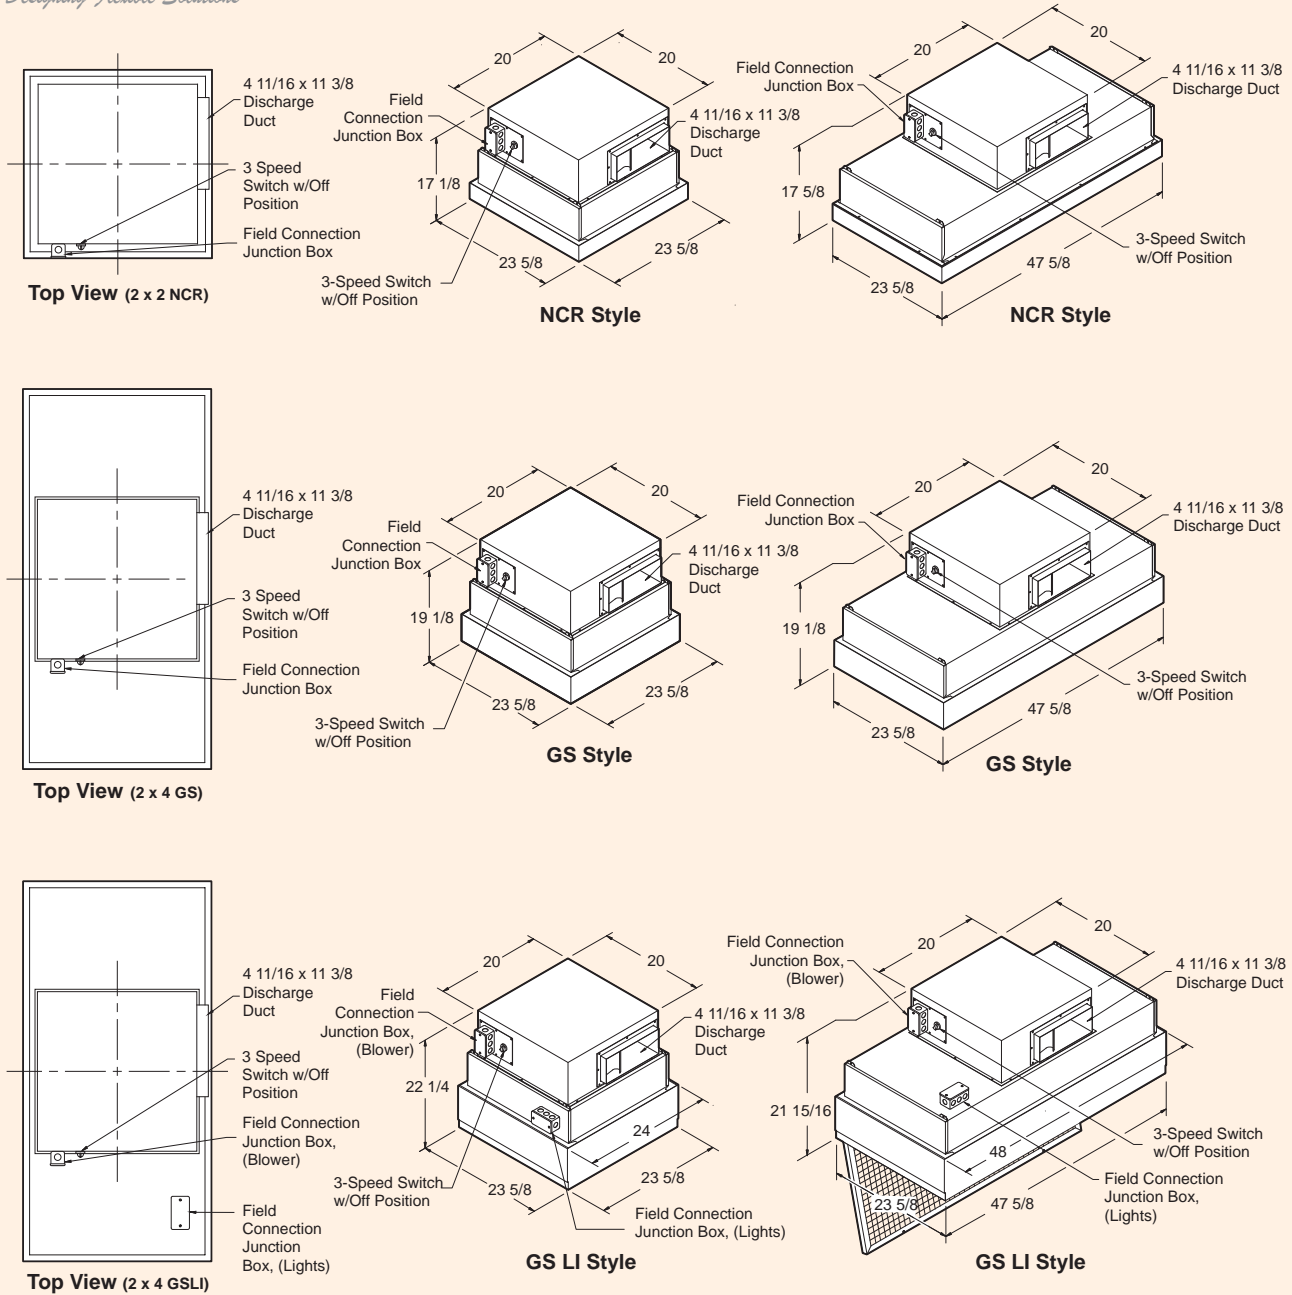 Designing Flexible Solutions
4 11/16 x 11 3/8
Discharge
Duct
3 Speed
Switch w/Off
Position
Field Connection
Junction Box
Top View (2 x 2 NCR)
20
20
Field
Connection
Junction Box
4 11/16 x 11 3/8
Discharge
Duct
17 1/8
23 5/8
23 5/8
3-Speed Switch
w/Off Position
NCR Style
20
20
Field Connection
Junction Box
4 11/16 x 11 3/8
Discharge Duct
17 5/8
3-Speed Switch
w/Off Position
47 5/8
23 5/8
NCR Style
4 11/16 x 11 3/8
Discharge
Duct
3 Speed
Switch w/Off
Position
Field Connection
Junction Box
Top View (2 x 4 GS)
20
20
Field
Connection
Junction Box
4 11/16 x 11 3/8
Discharge
Duct
19 1/8
23 5/8
23 5/8
3-Speed Switch
w/Off Position
GS Style
20
20
Field Connection
Junction Box
4 11/16 x 11 3/8
Discharge Duct
19 1/8
3-Speed Switch
w/Off Position
47 5/8
23 5/8
GS Style
4 11/16 x 11 3/8
Discharge
Duct
3 Speed
Switch w/Off
Position
Field Connection
Junction Box,
(Blower)
Field
Connection
Junction
Box, (Lights)
Top View (2 x 4 GSLI)
20
20
Field
Connection
Junction Box,
(Blower)
4 11/16 x 11 3/8
Discharge
Duct
22 1/4
24
23 5/8
23 5/8
3-Speed Switch
w/Off Position
Field Connection
Junction Box, (Lights)
GS LI Style
20
20
Field Connection
Junction Box,
(Blower)
4 11/16 x 11 3/8
Discharge Duct
21 15/16
3-Speed Switch
w/Off Position
48
Field Connection
Junction Box,
(Lights)
47 5/8
23 5/8
GS LI Style